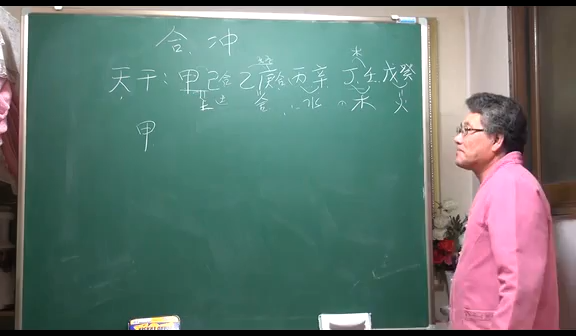 合、冲
天干：甲己合 乙庚合 丙辛 丁壬 戊癸
土 合 水 木 火
甲